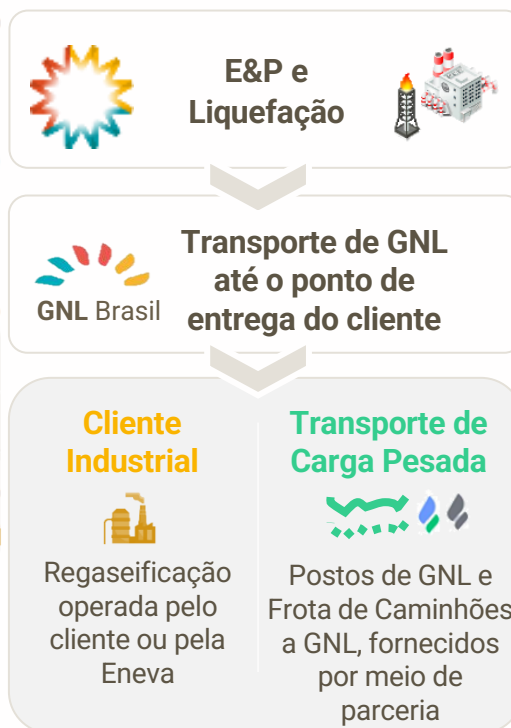 E&P e
Liquefação
Transporte de GNL
até o ponto de
entrega do cliente
GNL Brasil
Cliente
Industrial
Regaseificação
operada pelo
cliente ou pela
Eneva
Transporte de
Carga Pesada
Postos de GNL e
Frota de Caminhões
a GNL, fornecidos
por meio de
parceria